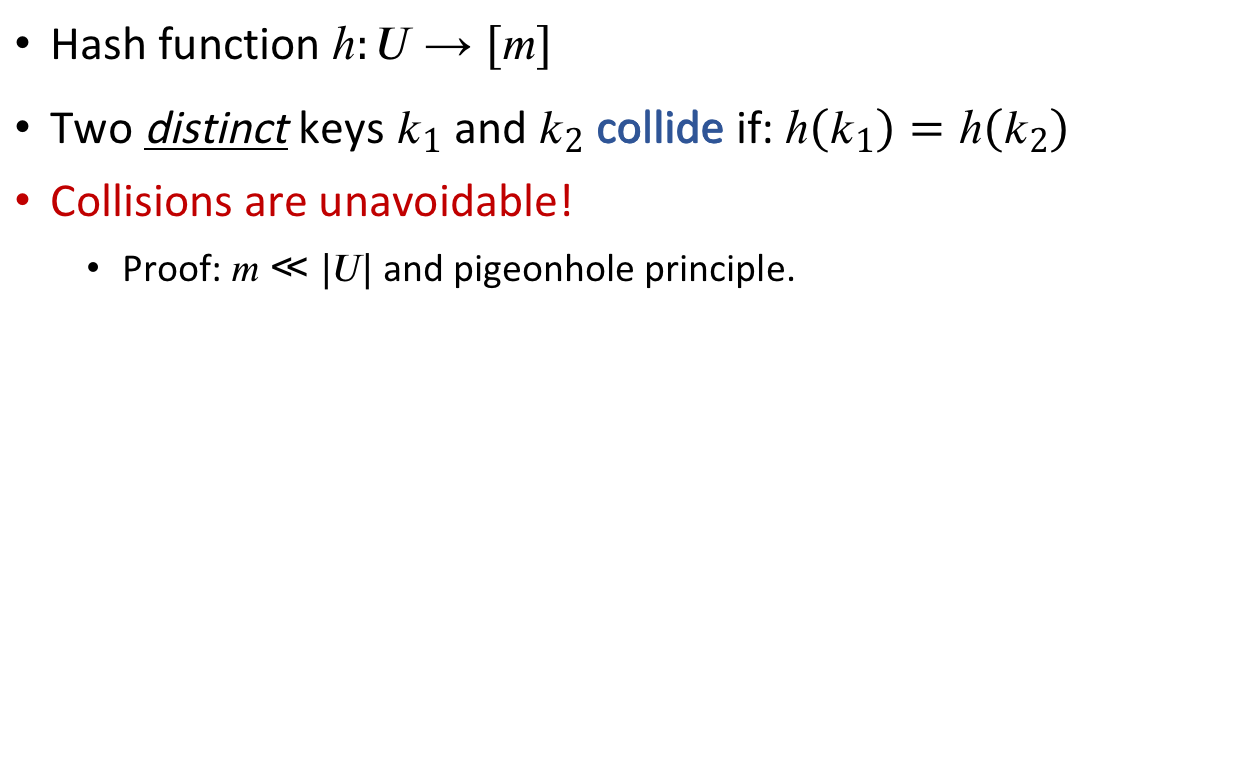 • Hash function h: U → [m]
• Two distinct keys k₁ and k₂ collide if: h(k₁) = h(k₂)
• Collisions are unavoidable!
• Proof: m ≪ |U| and pigeonhole principle.